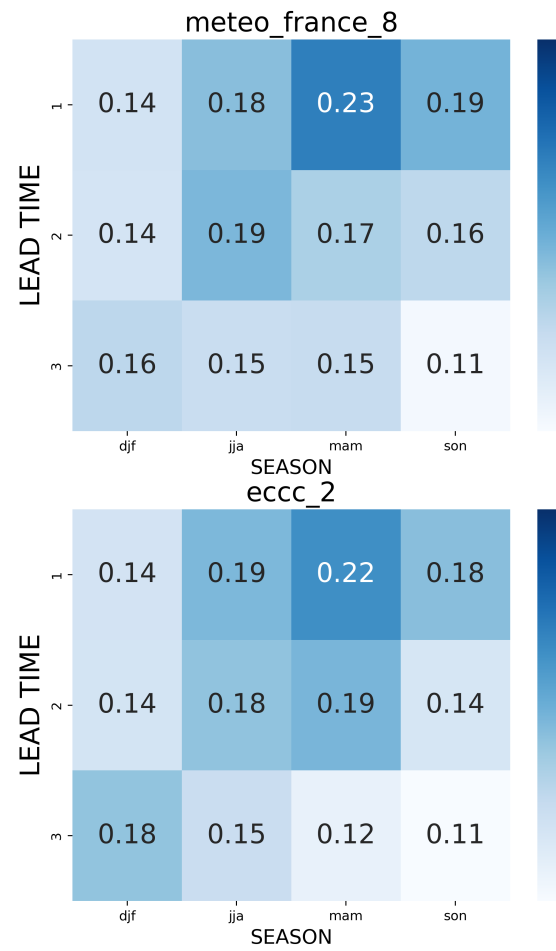 meteo_france_8
1 0.14 0.18 0.23 0.19
LEAD TIME
2 0.14 0.19 0.17 0.16
3 0.16 0.15 0.15 0.11
djf jja mam son
SEASON
eccc_2
1 0.14 0.19 0.22 0.18
LEAD TIME
2 0.14 0.18 0.19 0.14
3 0.18 0.15 0.12 0.11
djf jja mam son
SEASON